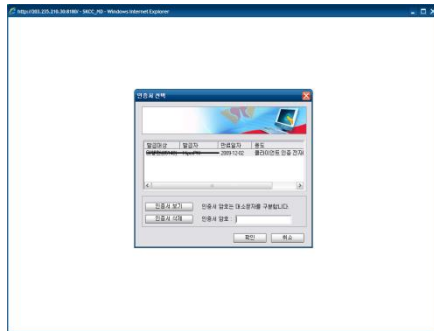 인증서 선택
발급대상 발급자 만료일자 용도
2009-12-02 클라이언트 인증 전자
인증서 보기 인증서 암호는 대소문자를 구분합니다.
인증서 삭제 인증서 암호 :
확인 취소